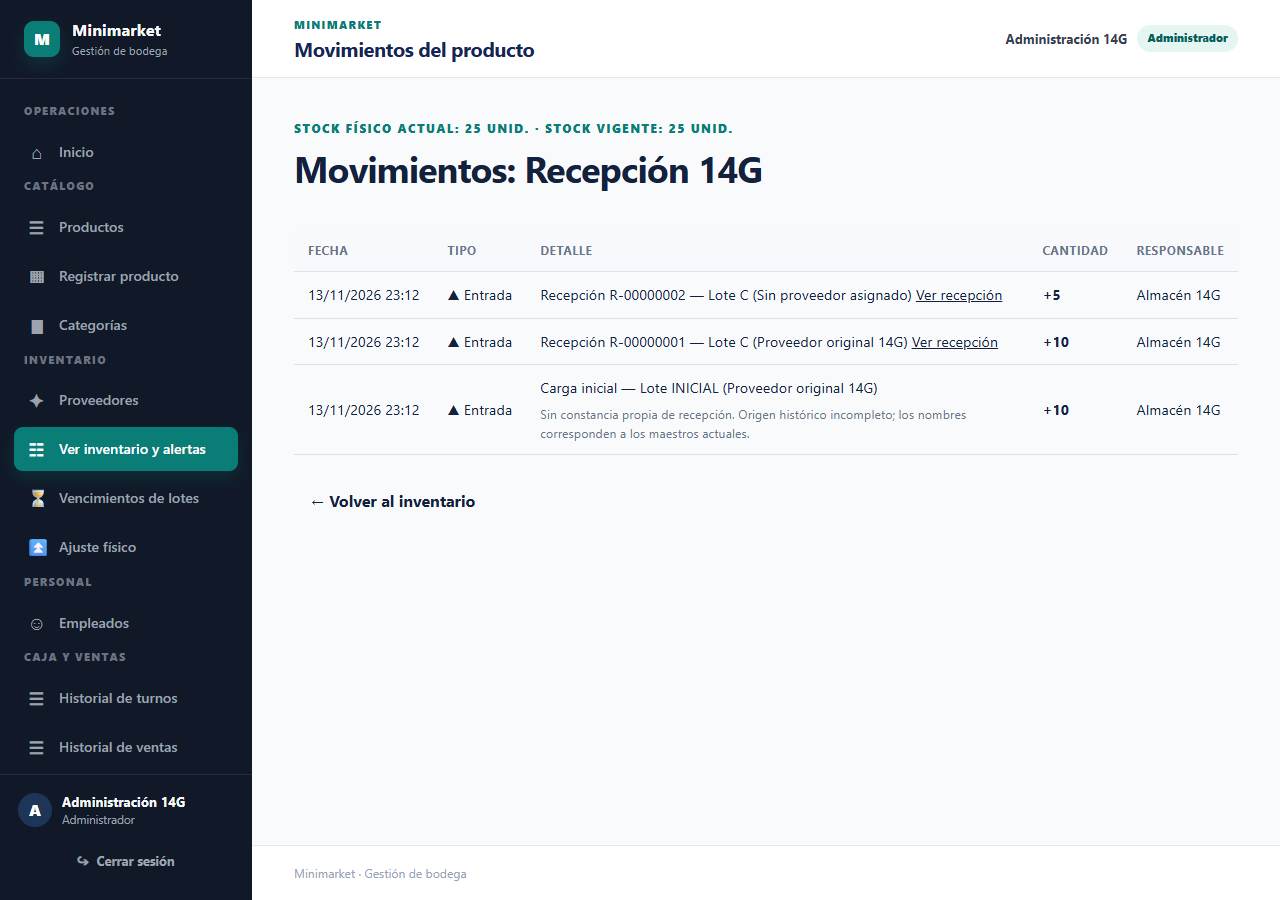 M
Minimarket
Gestión de bodega
OPERACIONES
Inicio
CATÁLOGO
Productos
Registrar producto
Categorías
INVENTARIO
Proveedores
Ver inventario y alertas
Vencimientos de lotes
Ajuste físico
PERSONAL
Empleados
CAJA Y VENTAS
Historial de turnos
Historial de ventas
A
Administración 14G
Administrador
Cerrar sesión
MINIMARKET
Movimientos del producto
Administración 14G Administrador
STOCK FÍSICO ACTUAL: 25 UNID. · STOCK VIGENTE: 25 UNID.
Movimientos: Recepción 14G
FECHA TIPO DETALLE CANTIDAD RESPONSABLE
13/11/2026 23:12 ▲ Entrada Recepción R-00000002 — Lote C (Sin proveedor asignado) Ver recepción +5 Almacén 14G
13/11/2026 23:12 ▲ Entrada Recepción R-00000001 — Lote C (Proveedor original 14G) Ver recepción +10 Almacén 14G
13/11/2026 23:12 ▲ Entrada Carga inicial — Lote INICIAL (Proveedor original 14G) +10 Almacén 14G
Sin constancia propia de recepción. Origen histórico incompleto; los nombres
corresponden a los maestros actuales.
← Volver al inventario
Minimarket · Gestión de bodega